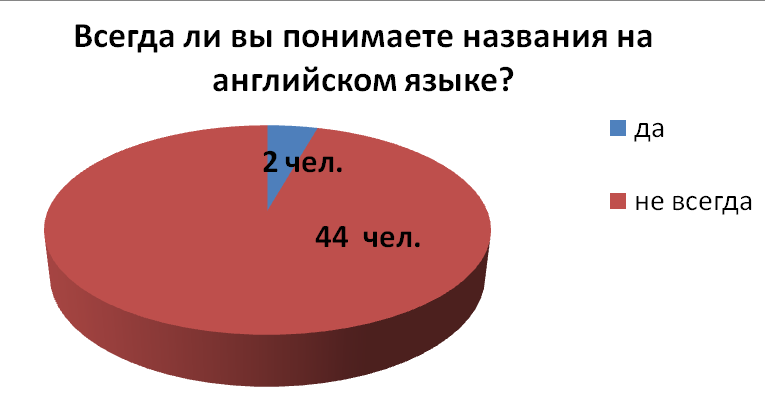 Всегда ли вы понимаете названия на
английском языке?
да
2 чел.
не всегда
44 чел.